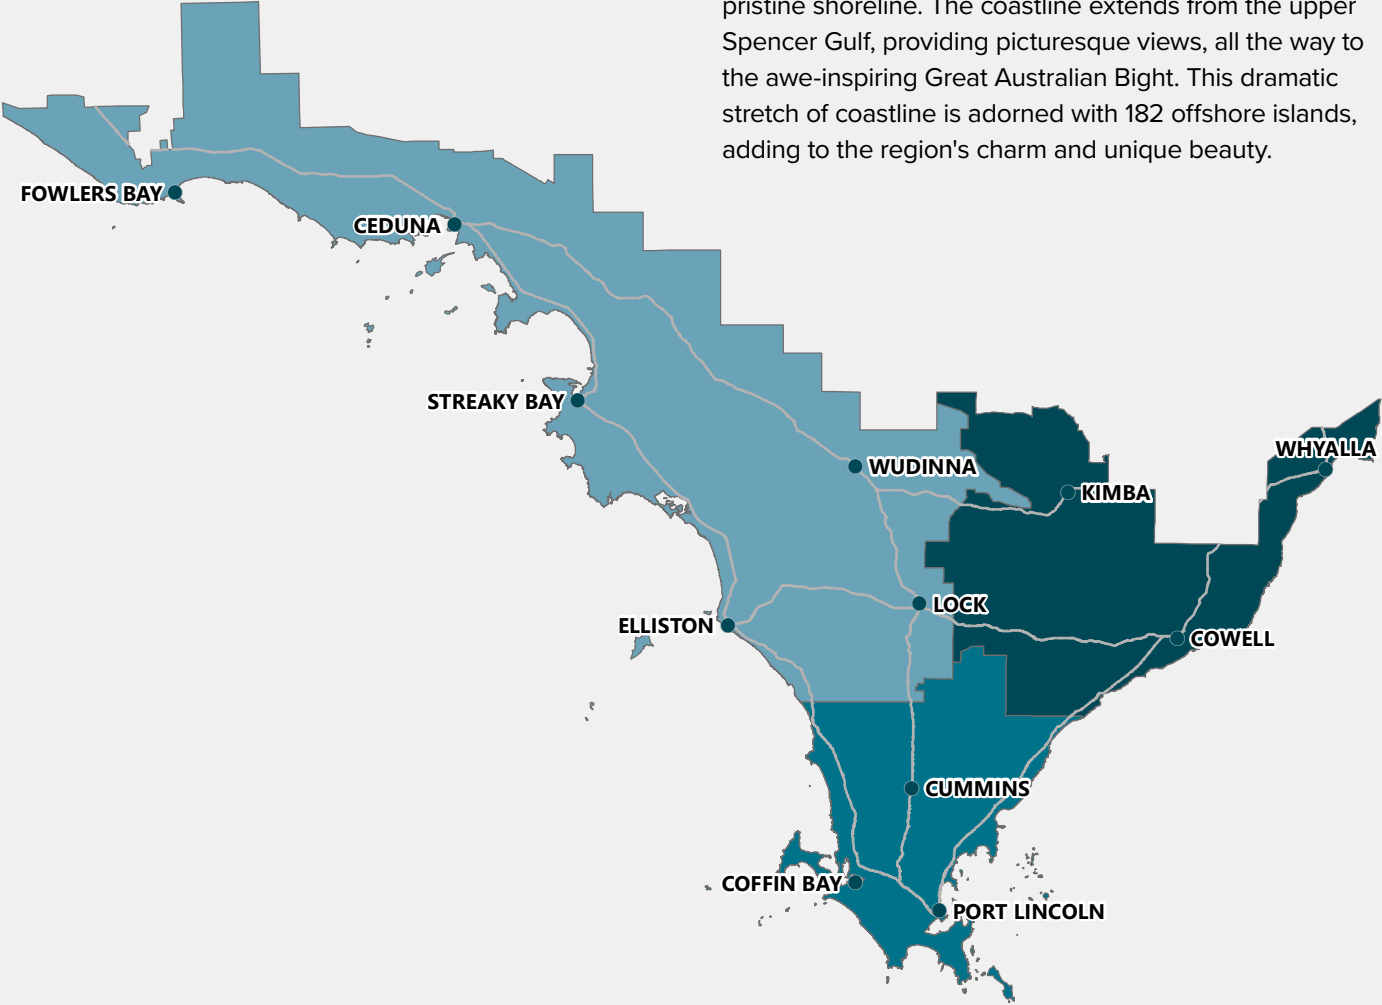 pristine shoreline. The coastline extends from the upper
Spencer Gulf, providing picturesque views, all the way to
the awe-inspiring Great Australian Bight. This dramatic
stretch of coastline is adorned with 182 offshore islands,
adding to the region's charm and unique beauty.
FOWLERS BAY
CEDUNA
STREAKY BAY
WHYALLA
WUDINNA
KIMBA
LOCK
ELLISTON
COWELL
CUMMINS
COFFIN BAY
PORT LINCOLN